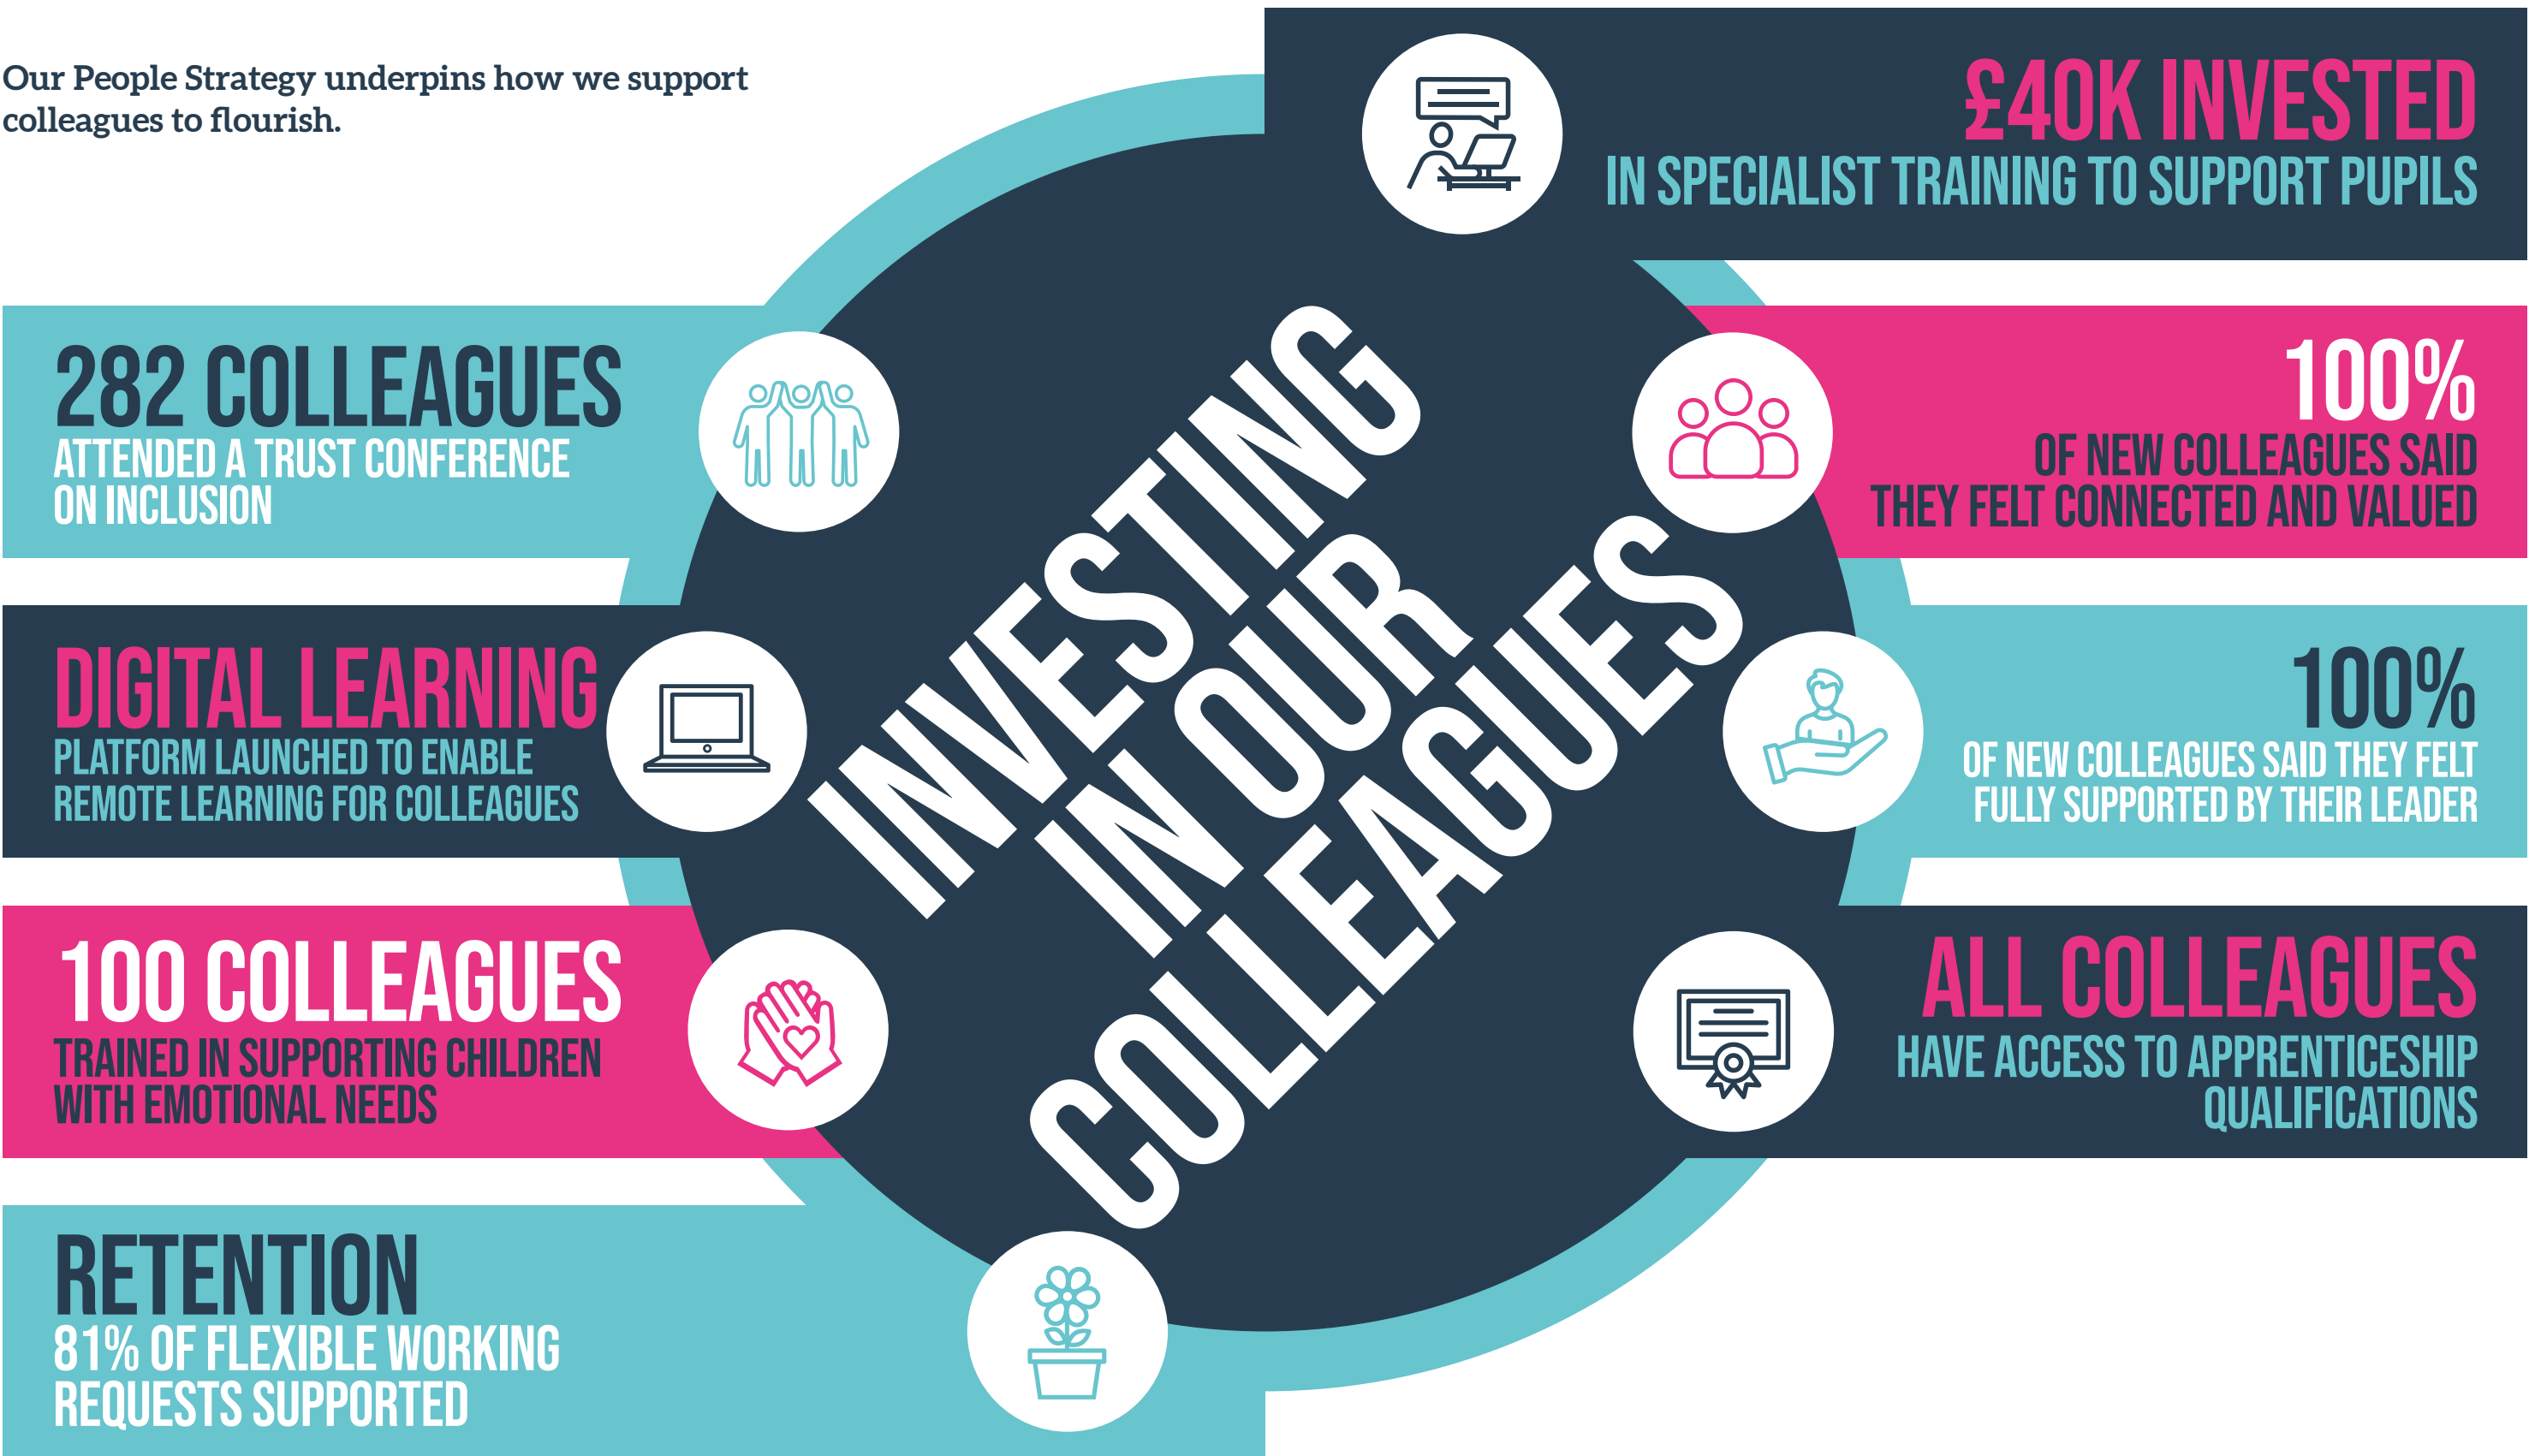 Our People Strategy underpins how we support
colleagues to flourish.
£40K INVESTED
IN SPECIALIST TRAINING TO SUPPORT PUPILS
282 COLLEAGUES
ATTENDED A TRUST CONFERENCE
ON INCLUSION
100%
OF NEW COLLEAGUES SAID
THEY FELT CONNECTED AND VALUED
INVESTING
IN OUR
COLLEAGUES
DIGITAL LEARNING
PLATFORM LAUNCHED TO ENABLE
REMOTE LEARNING FOR COLLEAGUES
100%
OF NEW COLLEAGUES SAID THEY FELT
FULLY SUPPORTED BY THEIR LEADER
100 COLLEAGUES
TRAINED IN SUPPORTING CHILDREN
WITH EMOTIONAL NEEDS
ALL COLLEAGUES
HAVE ACCESS TO APPRENTICESHIP
QUALIFICATIONS
RETENTION
81% OF FLEXIBLE WORKING
REQUESTS SUPPORTED